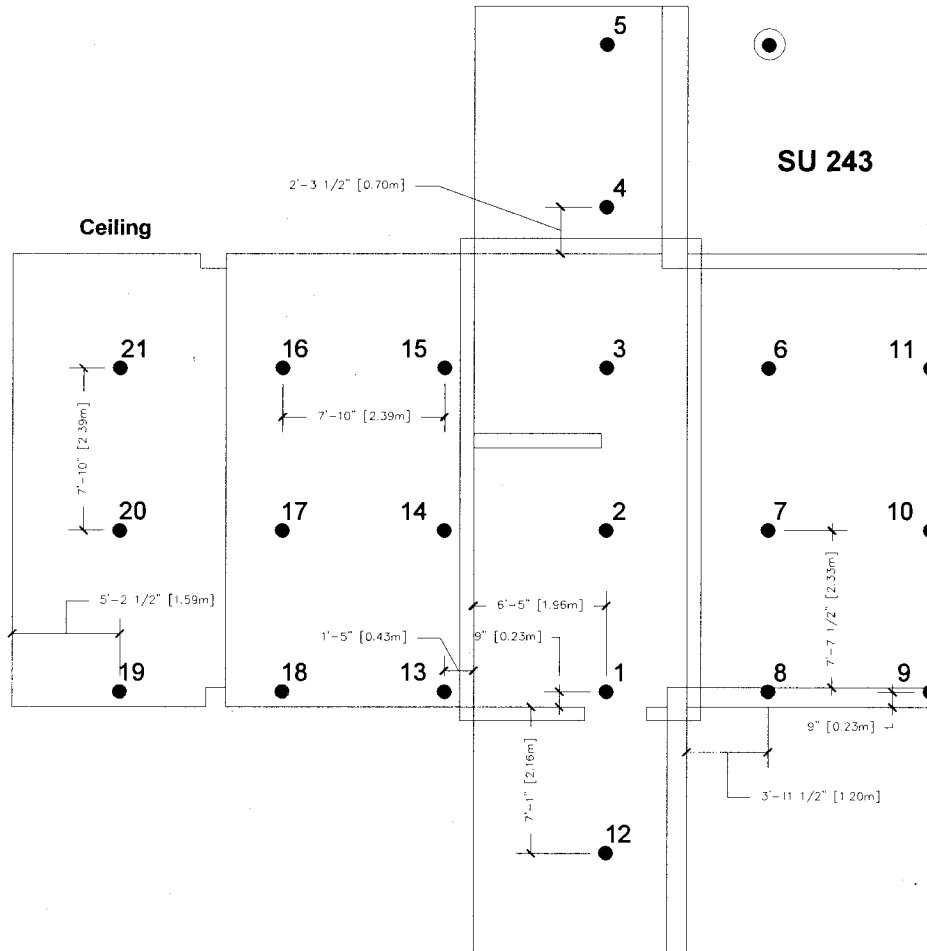 5
SU 243
2'-3 1/2" [0.70m]
4
Ceiling
21
16
15
3
6
11
7'-10" [2.39m]
7'-10" [2.39m]
20
17
14
2
7
10
7'-7 1/2" [2.33m]
5'-2 1/2" [1.59m]
6'-5" [1.96m]
1'-5" [0.43m]
9" [0.23m]
19
18
13
1
8
9
9" [0.23m]
7'-1" [2.16m]
3'-11 1/2" [1.20m]
12